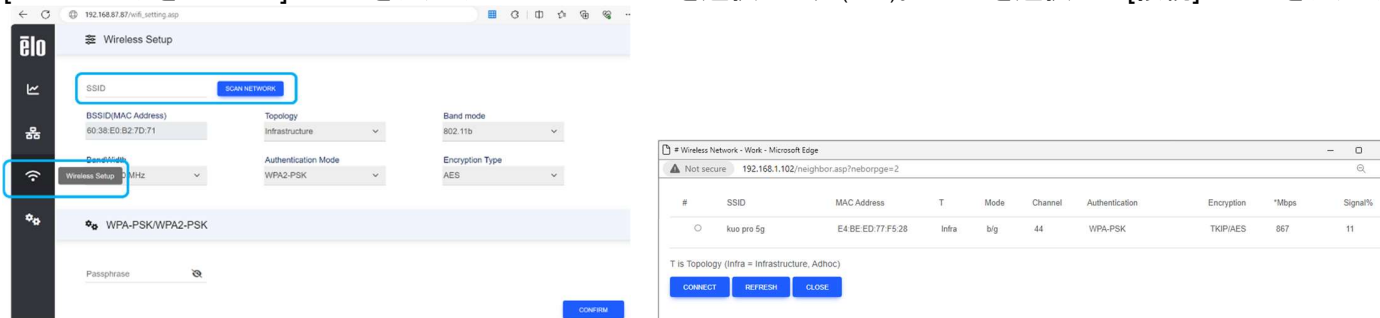 192.168.87.87/wifi_setting.asp
ēlo
Wireless Setup
SSID
SCAN NETWORK
BSSID(MAC Address)
Topology
Band mode
60:38:E0:B2:7D:71
Infrastructure
802.11b
BandWidth
Authentication Mode
Encryption Type
Wireless Setup
MHz
WPA2-PSK
AES
WPA-PSK/WPA2-PSK
Passphrase
CONFIRM
# Wireless Network - Work - Microsoft Edge
Not secure 192.168.1.102/neighbor.asp?neborpge=2
# SSID MAC Address T Mode Channel Authentication Encryption *Mbps Signal%
kuo pro 5g E4:BE:ED:77:F5:28 Infra b/g 44 WPA-PSK TKIP/AES 867 11
T is Topology (Infra = Infrastructure, Adhoc)
CONNECT REFRESH CLOSE